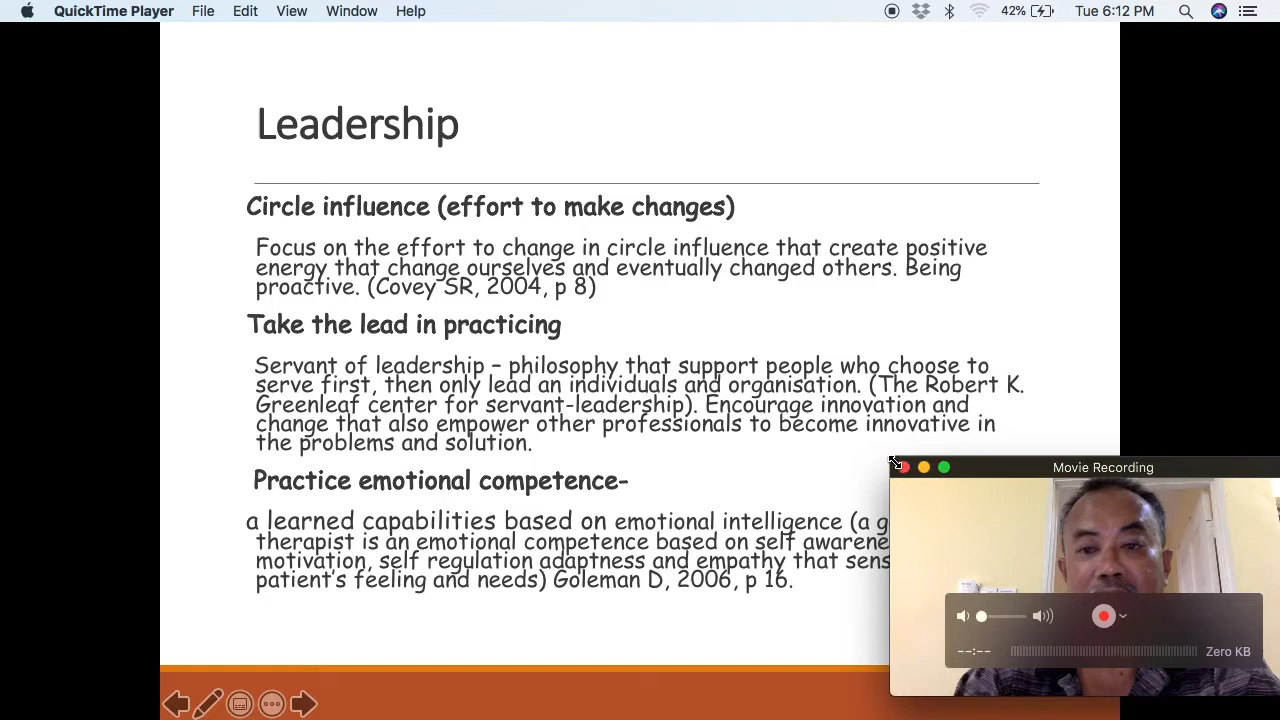 QuickTime Player File Edit View Window Help 42% Tue 6:12 PM
Leadership
Circle influence (effort to make changes)
Focus on the effort to change in circle influence that create positive
energy that change ourselves and eventually changed others. Being
proactive. (Covey SR, 2004, p 8)
Take the lead in practicing
Servant of leadership – philosophy that support people who choose to
serve first, then only lead an individuals and organisation. (The Robert K.
Greenleaf center for servant-leadership). Encourage innovation and
change that also empower other professionals to become innovative in
the problems and solution.
Movie Recording
Practice emotional competence-
a learned capabilities based on emotional intelligence (a
therapist is an emotional competence based on self
motivation, self regulation adaptness and empathy that
patient's feeling and needs) Goleman D, 2006, p 16.
--:-- Zero KB